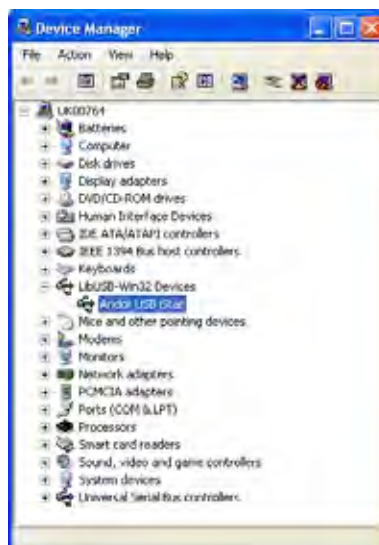 Device Manager
File Action View Help
UK00764
Batteries
Computer
Disk drives
Display adapters
DVD/CD-ROM drives
Human Interface Devices
IDE ATA/ATAPI controllers
IEEE 1394 Bus host controllers
Keyboards
LibUSB-Win32 Devices
Andor USB iStar
Mice and other pointing devices
Modems
Monitors
Network adapters
PCMCIA adapters
Ports (COM & LPT)
Processors
Smart card readers
Sound, video and game controllers
System devices
Universal Serial Bus controllers